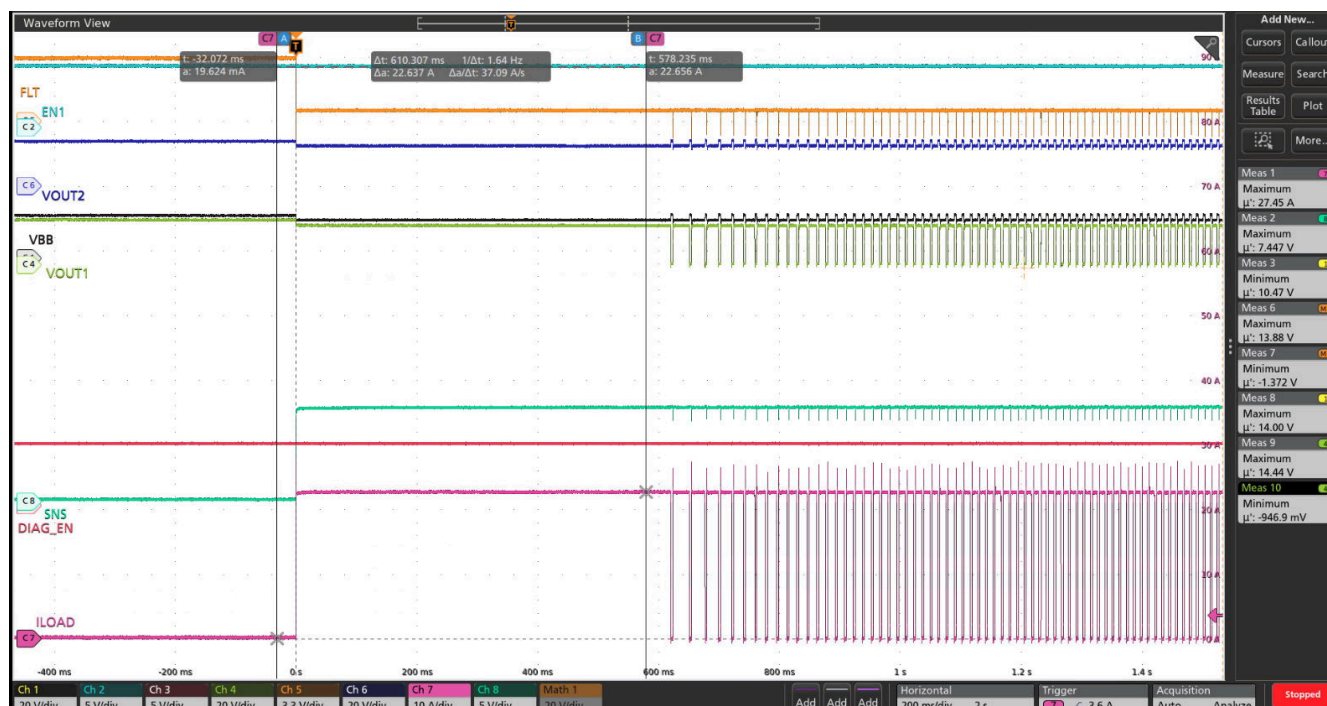 Waveform View
Add New...
C7 A
B C7
T
t: -32.072 ms
a: 19.624 mA
Δt: 610.307 ms 1/Δt: 1.64 Hz
Δa: 22.637 A Δa/Δt: 37.09 A/s
t: 578.235 ms
a: 22.656 A
Cursors Callout
Measure Search
Results Table Plot
More...
90
FLT
EN1
C2
80 A
C6
VOUT2
70 A
VBB
60 A
C4
VOUT1
50 A
40 A
30 A
C8
SNS
DIAG_EN
20 A
10 A
ILOAD
C7
0 A
Meas 1
Maximum
µ': 27.45 A
Meas 2
Maximum
µ': 7.447 V
Meas 3
Minimum
µ': 10.47 V
Meas 6
Maximum
µ': 13.88 V
Meas 7
Minimum
µ': -1.372 V
Meas 8
Maximum
µ': 14.00 V
Meas 9
Maximum
µ': 14.44 V
Meas 10
Minimum
µ': -946.9 mV
-400 ms -200 ms 0 s 200 ms 400 ms 600 ms 800 ms 1 s 1.2 s 1.4 s
Ch 1 Ch 2 Ch 3 Ch 4 Ch 5 Ch 6 Ch 7 Ch 8 Math 1
20 V/div 5 V/div 5 V/div 20 V/div 3.3 V/div 20 V/div 10 A/div 5 V/div 20 V/div
Add Add Add
Horizontal
200 ms/div 2 s
Trigger
7 3.6 A
Acquisition
Auto, Analyze
Stopped